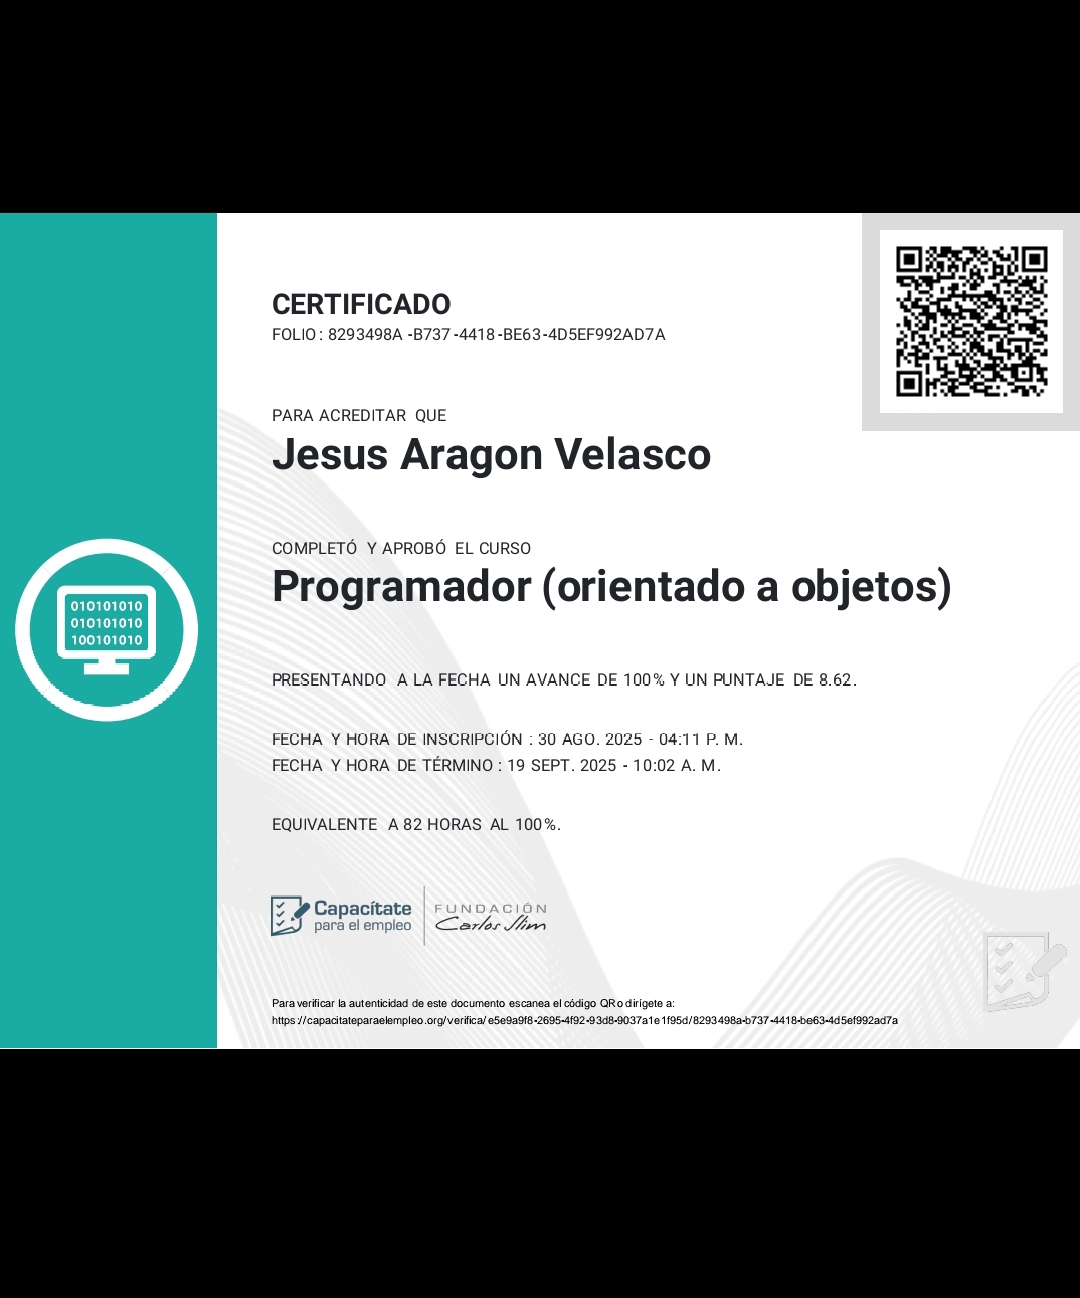 CERTIFICADO
FOLIO: 8293498A-B737-4418-BE63-4D5EF992AD7A
PARA ACREDITAR QUE
Jesus Aragon Velasco
COMPLETÓ Y APROBÓ EL CURSO
Programador (orientado a objetos)
010101010
010101010
100101010
PRESENTANDO A LA FECHA UN AVANCE DE 100% Y UN PUNTAJE DE 8.62.
FECHA Y HORA DE INSCRIPCIÓN : 30 AGO. 2025 - 04:11 P. M.
FECHA Y HORA DE TÉRMINO : 19 SEPT. 2025 - 10:02 A. M.
EQUIVALENTE A 82 HORAS AL 100%.
Capacítate para el empleo
FUNDACIÓN Carlos Slim
Para verificar la autenticidad de este documento escanea el código QR o dirígete a:
https://capacitateparaelempleo.org/verifica/e5e9a9f8-2695-4f92-93d8-9037a1e1f95d/8293498a-b737-4418-be63-4d5ef992ad7a